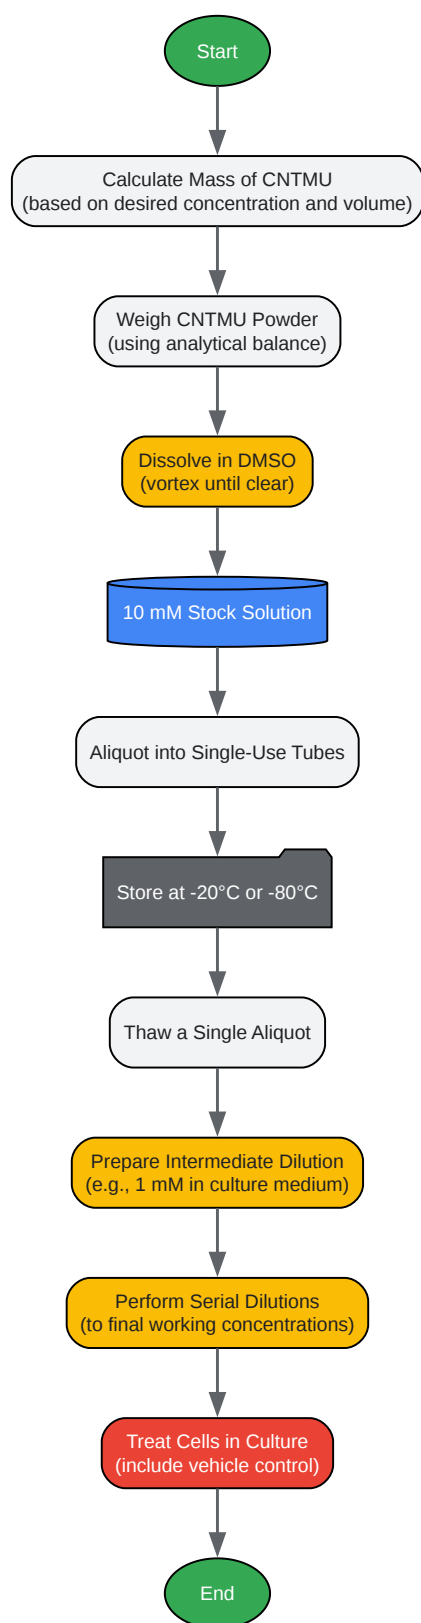 Start
Calculate Mass of CNTMU
(based on desired concentration and volume)
Weigh CNTMU Powder
(using analytical balance)
Dissolve in DMSO
(vortex until clear)
10 mM Stock Solution
Aliquot into Single-Use Tubes
Store at -20°C or -80°C
Thaw a Single Aliquot
Prepare Intermediate Dilution
(e.g., 1 mM in culture medium)
Perform Serial Dilutions
(to final working concentrations)
Treat Cells in Culture
(include vehicle control)
End